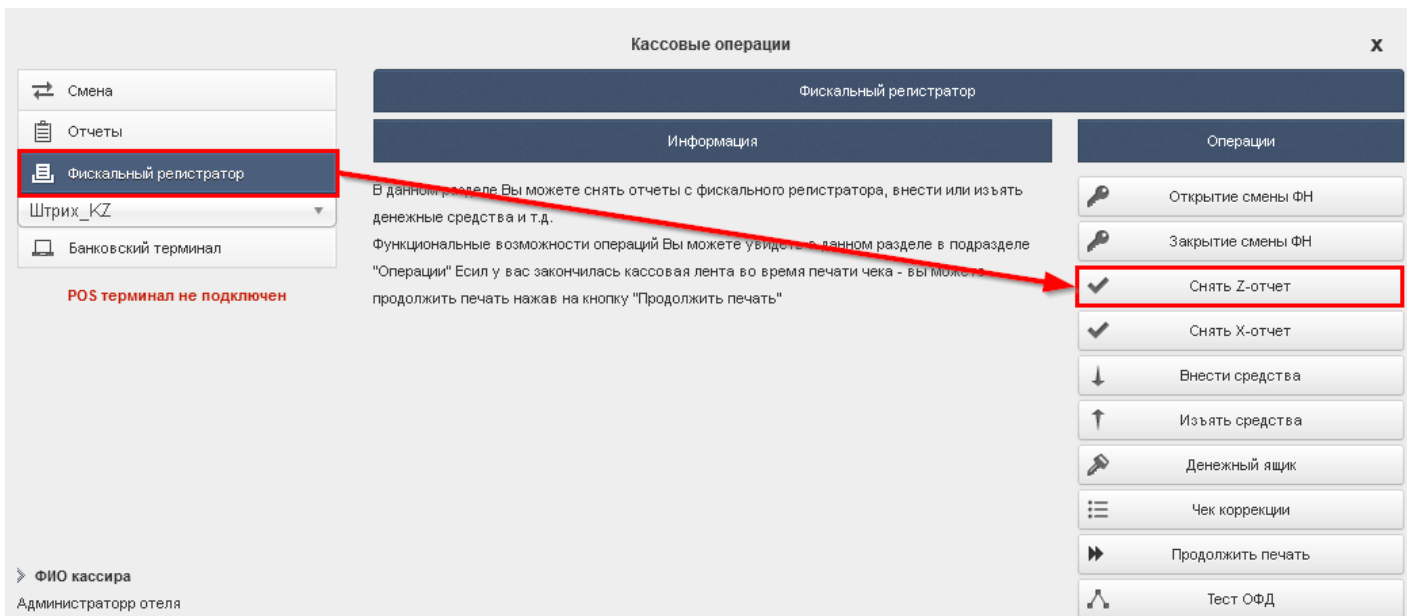 Кассовые операции
x
Смена
Отчеты
Фискальный регистратор
Штрих_KZ
Банковский терминал
POS терминал не подключен
Фискальный регистратор
Информация
В данном разделе Вы можете снять отчеты с фискального регистратора, внести или изъять
денежные средства и т.д.
Функциональные возможности операций Вы можете увидеть в данном разделе в подразделе
"Операции" Есил у вас закончилась кассовая лента во время печати чека - вы можете
продолжить печать нажав на кнопку "Продолжить печать"
Операции
Открытие смены ФН
Закрытие смены ФН
Снять Z-отчет
Снять X-отчет
Внести средства
Изъять средства
Денежный ящик
Чек коррекции
Продолжить печать
Тест ОФД
ФИО кассира
Администраторр отеля